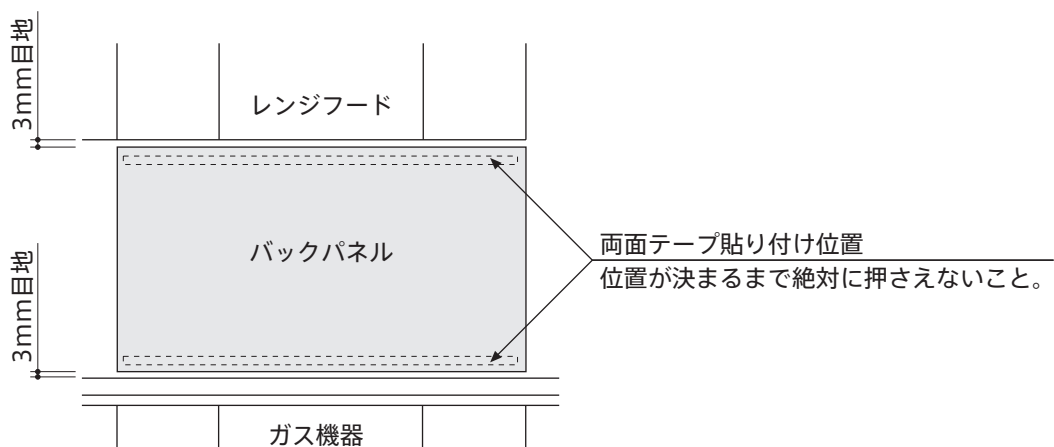 3mm目地
レンジフード
バックパネル
両面テープ貼り付け位置
位置が決まるまで絶対に押さえないこと。
3mm目地
ガス機器